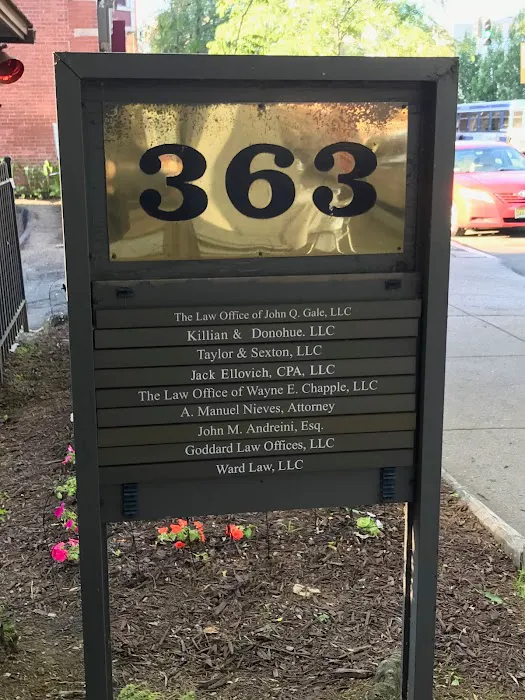 363
The Law Office of John Q. Gale, LLC
Killian & Donohue. LLC
Taylor & Sexton, LLC
Jack Ellovich, CPA, LLC
The Law Office of Wayne E. Chapple, LLC
A. Manuel Nieves, Attorney
John M. Andreini, Esq.
Goddard Law Offices, LLC
Ward Law, LLC